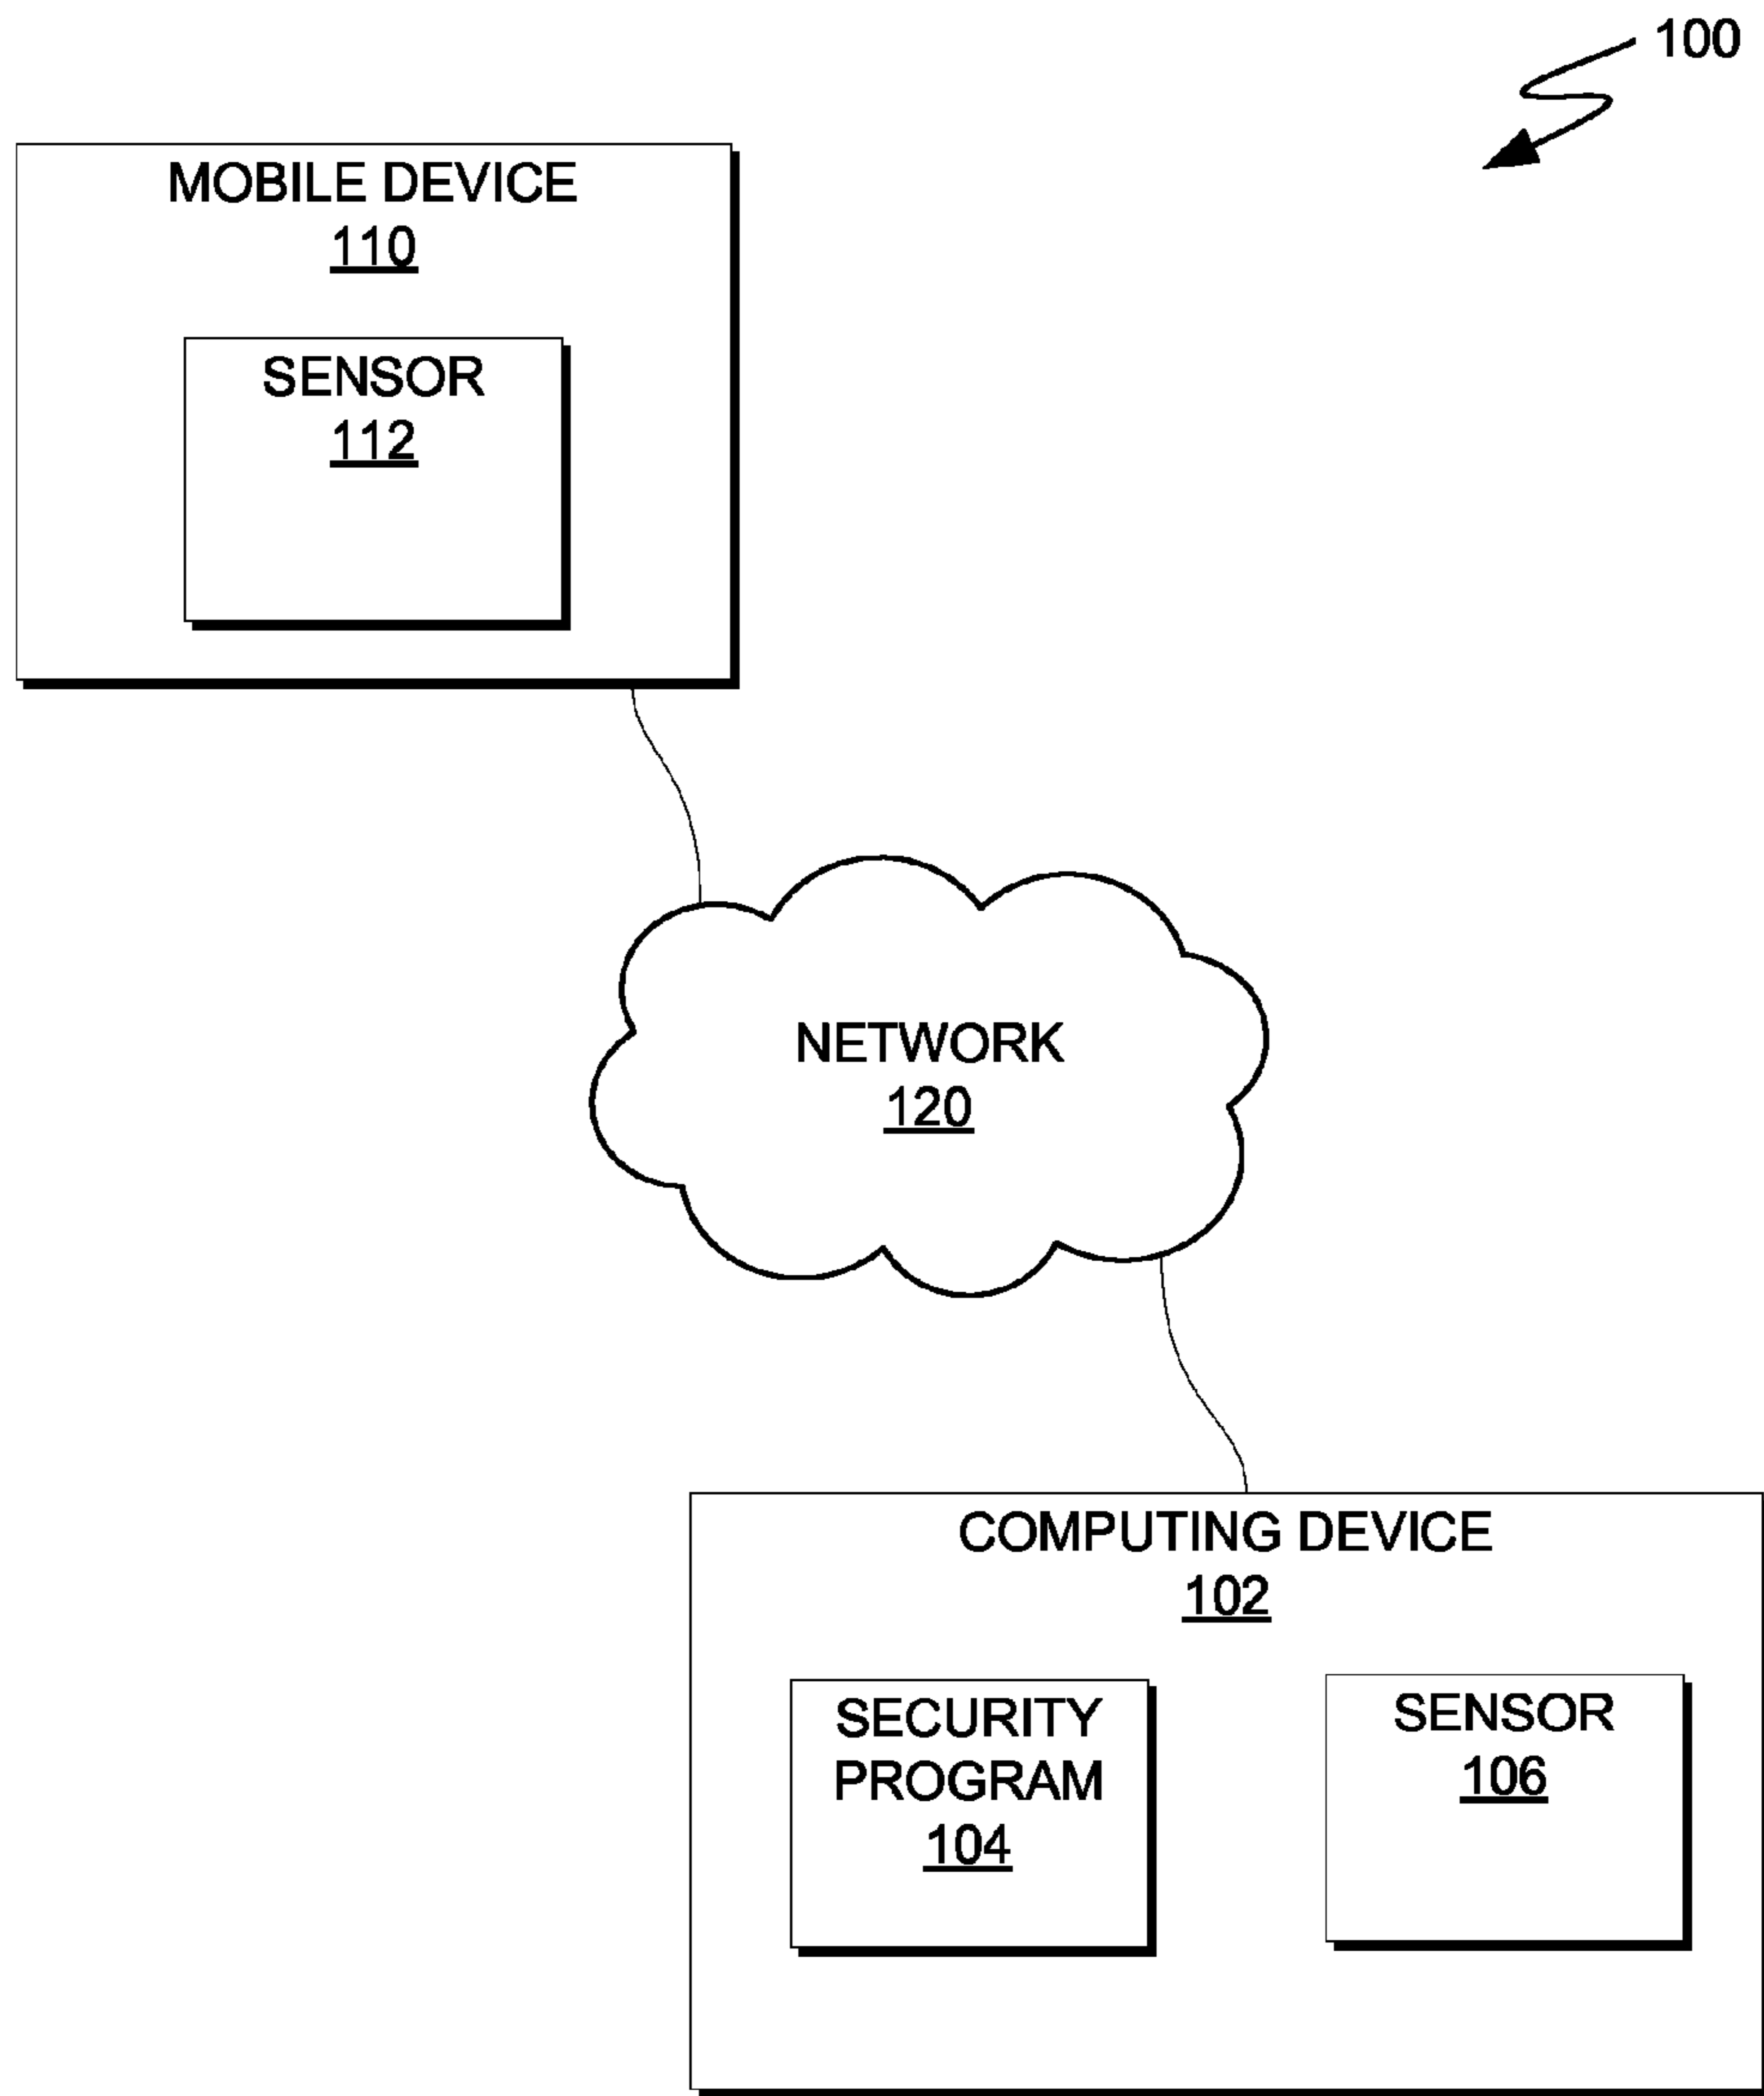 100
MOBILE DEVICE
110
SENSOR
112
NETWORK
120
COMPUTING DEVICE
102
SECURITY
PROGRAM
104
SENSOR
106